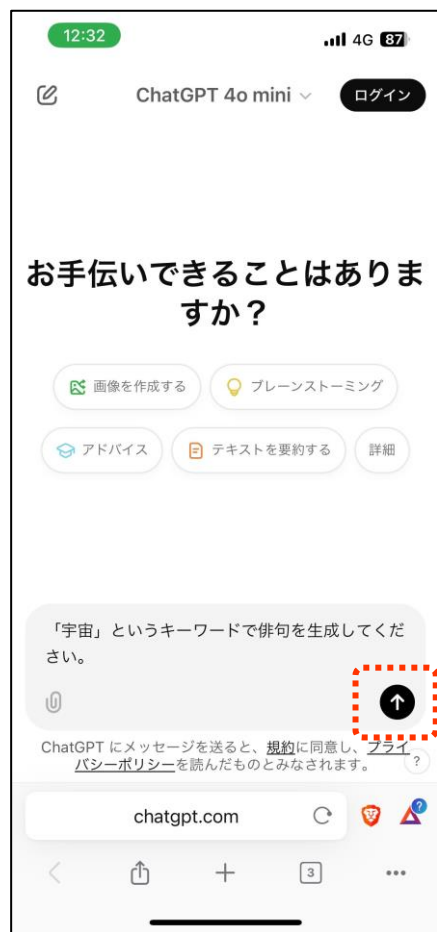 12:32 4G 87
ChatGPT 4o mini ログイン
お手伝いできることはありま
すか？
画像を作成する ブレーンストーミング
アドバイス テキストを要約する 詳細
「宇宙」というキーワードで俳句を生成してくだ
さい。
ChatGPT にメッセージを送ると、規約に同意し、プライ
バシーポリシーを読んだものとみなされます。 ?
chatgpt.com ?
3